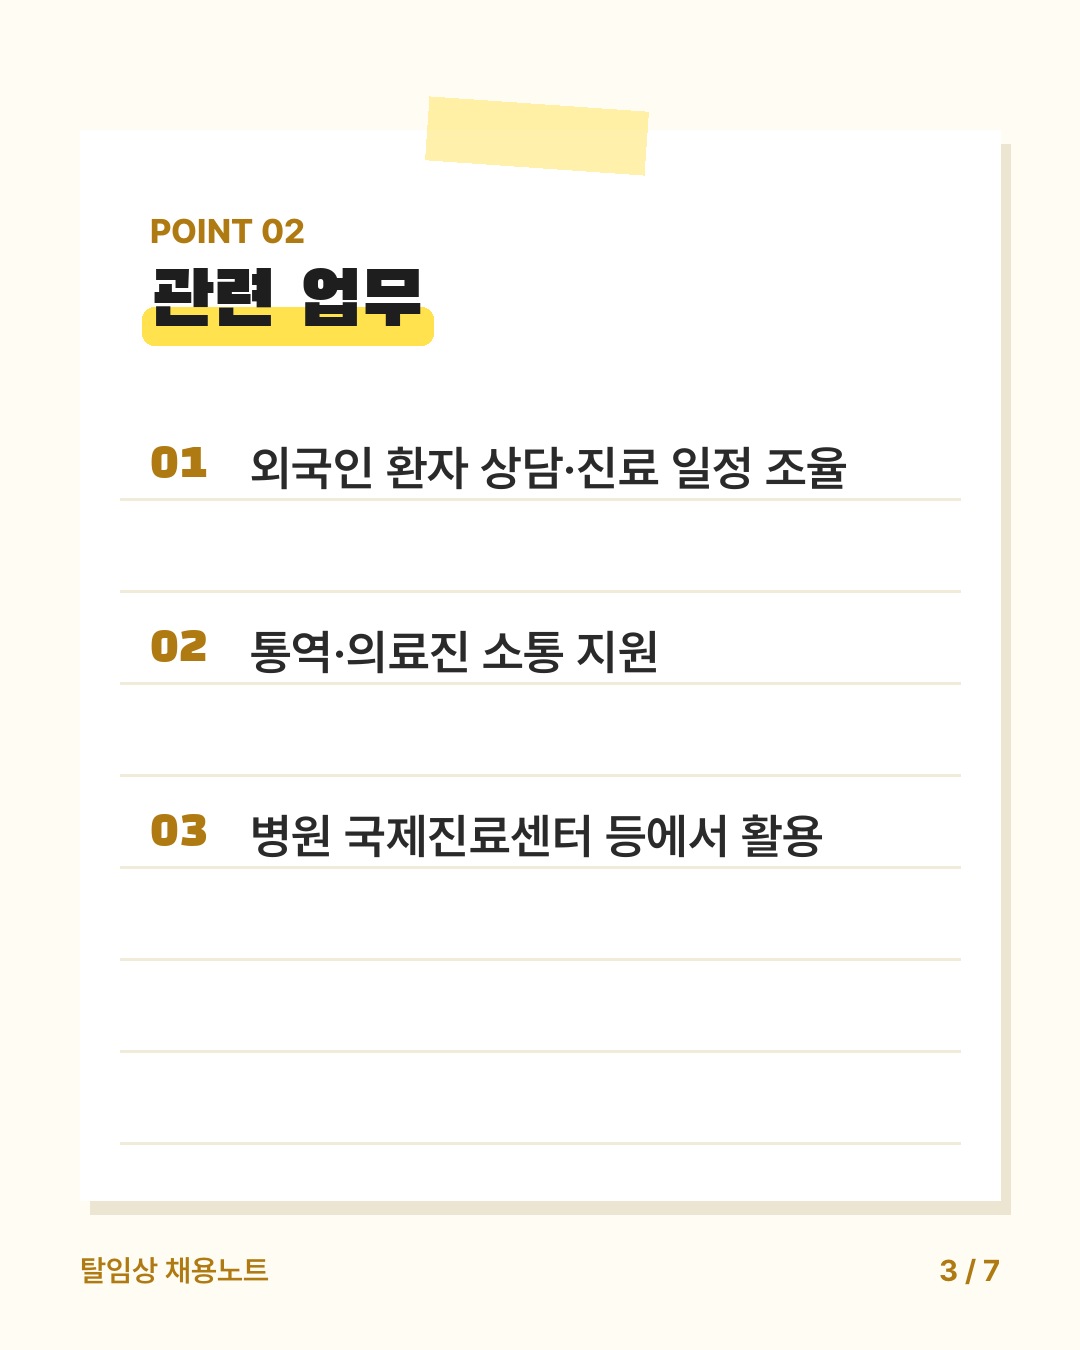 POINT 02
관련 업무
01 외국인 환자 상담·진료 일정 조율
02 통역·의료진 소통 지원
03 병원 국제진료센터 등에서 활용
탈임상 채용노트
3 / 7